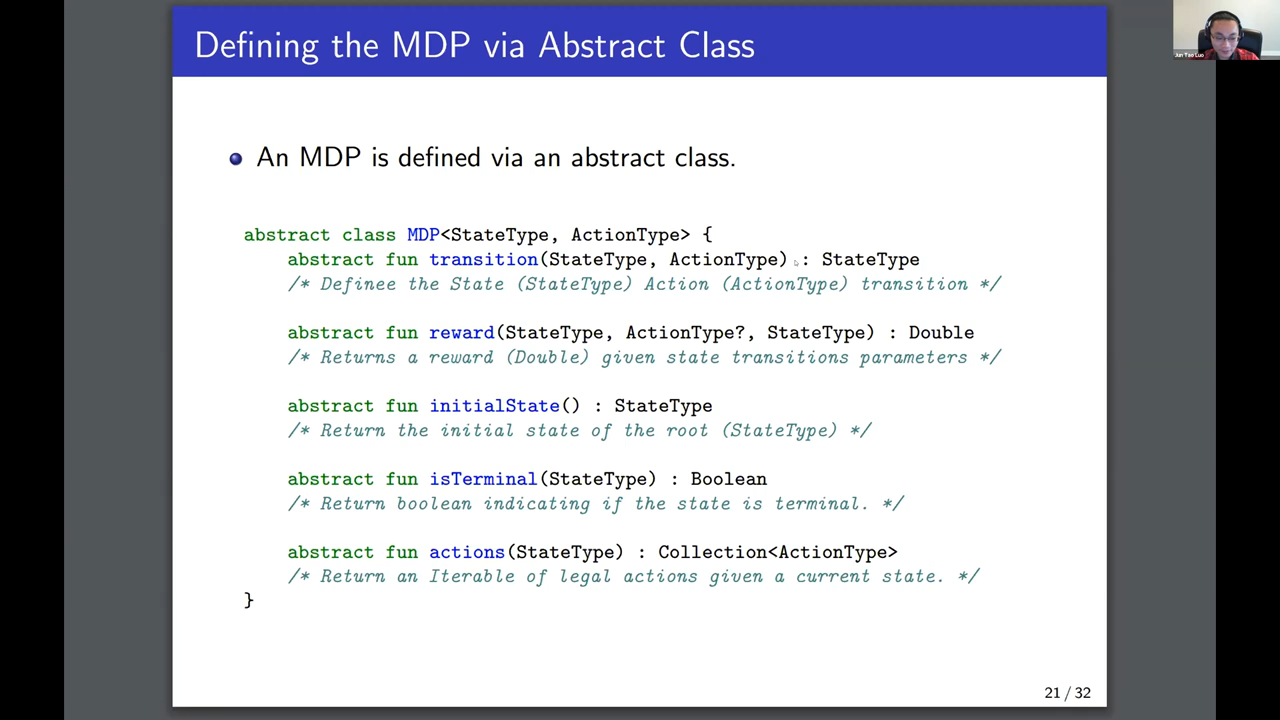 Defining the MDP via Abstract Class
Jun Tao Luo
An MDP is defined via an abstract class.
abstract class MDP<StateType, ActionType> {
abstract fun transition(StateType, ActionType) : StateType
/* Definee the State (StateType) Action (ActionType) transition */
abstract fun reward(StateType, ActionType?, StateType) : Double
/* Returns a reward (Double) given state transitions parameters */
abstract fun initialState() : StateType
/* Return the initial state of the root (StateType) */
abstract fun isTerminal(StateType) : Boolean
/* Return boolean indicating if the state is terminal. */
abstract fun actions(StateType) : Collection<ActionType>
/* Return an Iterable of legal actions given a current state. */
}
21 / 32